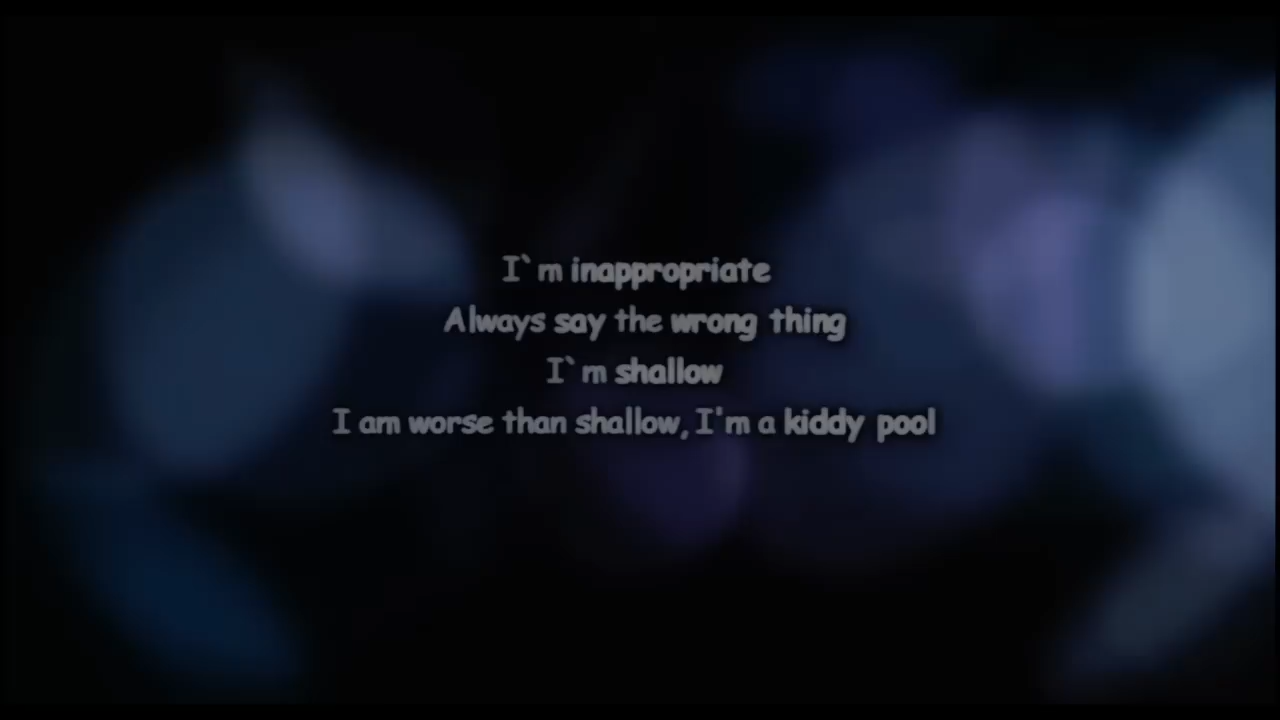 I`m inappropriate
Always say the wrong thing
I`m shallow
I am worse than shallow, I'm a kiddy pool